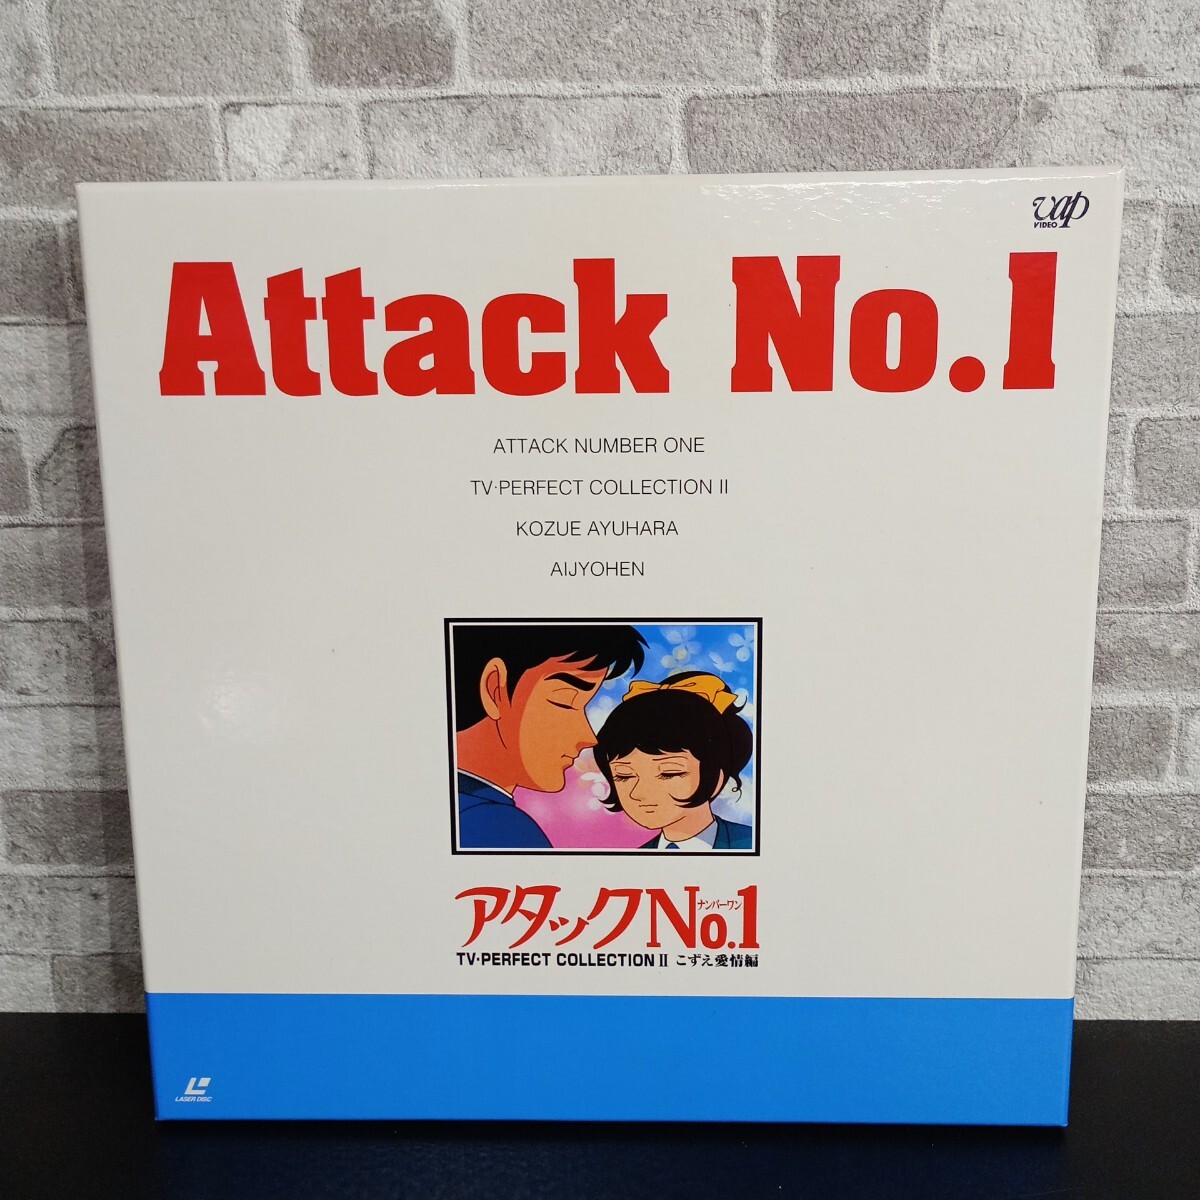 vap
VIDEO
Attack No.1
ATTACK NUMBER ONE
TV·PERFECT COLLECTION II
KOZUE AYUHARA
AIJYOHEN
アタックNo.1
ナンバーワン
TV·PERFECT COLLECTION II こずえ愛情編
LASER DISC